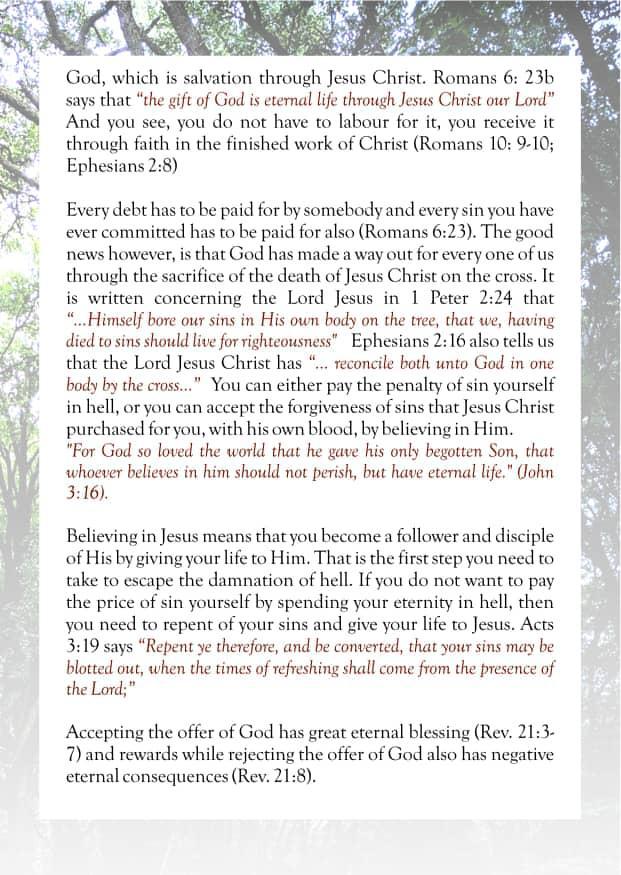 God, which is salvation through Jesus Christ. Romans 6: 23b
says that “the gift of God is eternal life through Jesus Christ our Lord”
And you see, you do not have to labour for it, you receive it
through faith in the finished work of Christ (Romans 10: 9-10;
Ephesians 2:8)
Every debt has to be paid for by somebody and every sin you have
ever committed has to be paid for also (Romans 6:23). The good
news however, is that God has made a way out for every one of us
through the sacrifice of the death of Jesus Christ on the cross. It
is written concerning the Lord Jesus in 1 Peter 2:24 that
“...Himself bore our sins in His own body on the tree, that we, having
died to sins should live for righteousness" Ephesians 2:16 also tells us
that the Lord Jesus Christ has “... reconcile both unto God in one
body by the cross...” You can either pay the penalty of sin yourself
in hell, or you can accept the forgiveness of sins that Jesus Christ
purchased for you, with his own blood, by believing in Him.
"For God so loved the world that he gave his only begotten Son, that
whoever believes in him should not perish, but have eternal life." (John
3:16).
Believing in Jesus means that you become a follower and disciple
of His by giving your life to Him. That is the first step you need to
take to escape the damnation of hell. If you do not want to pay
the price of sin yourself by spending your eternity in hell, then
you need to repent of your sins and give your life to Jesus. Acts
3:19 says “Repent ye therefore, and be converted, that your sins may be
blotted out, when the times of refreshing shall come from the presence of
the Lord;”
Accepting the offer of God has great eternal blessing (Rev. 21:3-
7) and rewards while rejecting the offer of God also has negative
eternal consequences (Rev. 21:8).